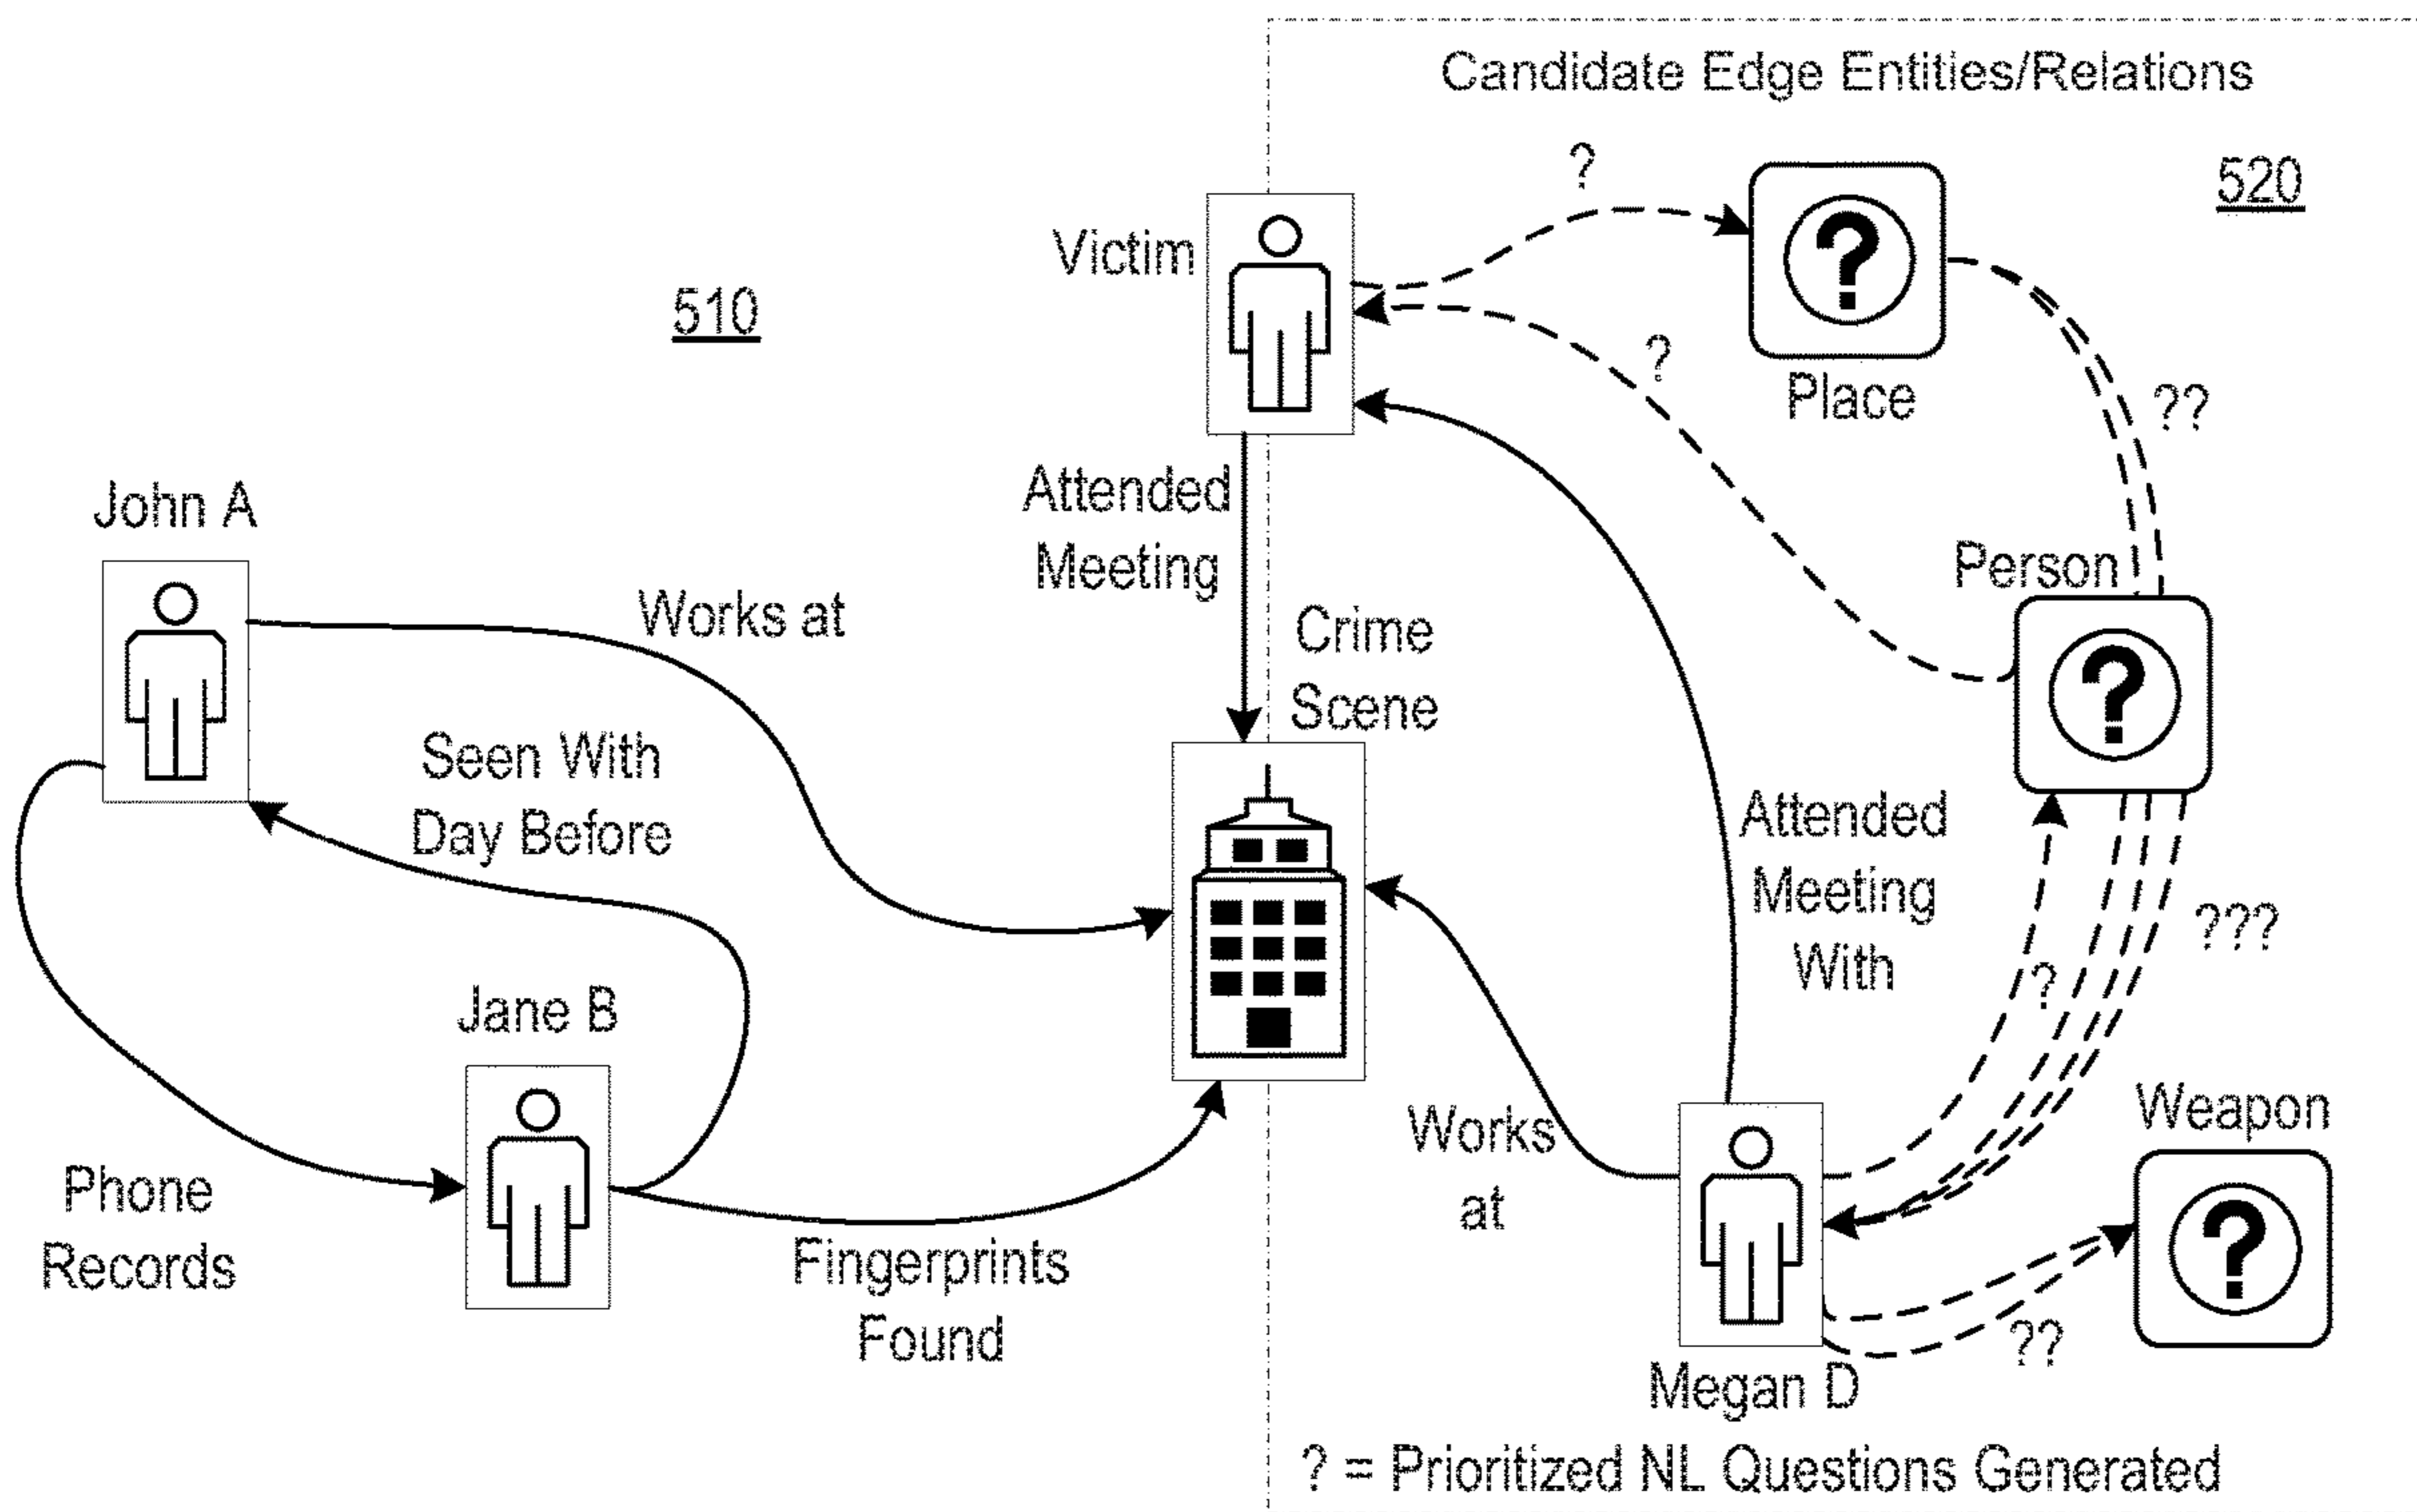 Candidate Edge Entities/Relations
520
?
Victim
Place
?
??
510
Attended
Meeting
John A
Works at
Crime
Scene
Person
Seen With
Day Before
Attended
Meeting
With
???
?
Jane B
Phone
Records
Fingerprints
Found
Works
at
Weapon
??
Megan D
? = Prioritized NL Questions Generated